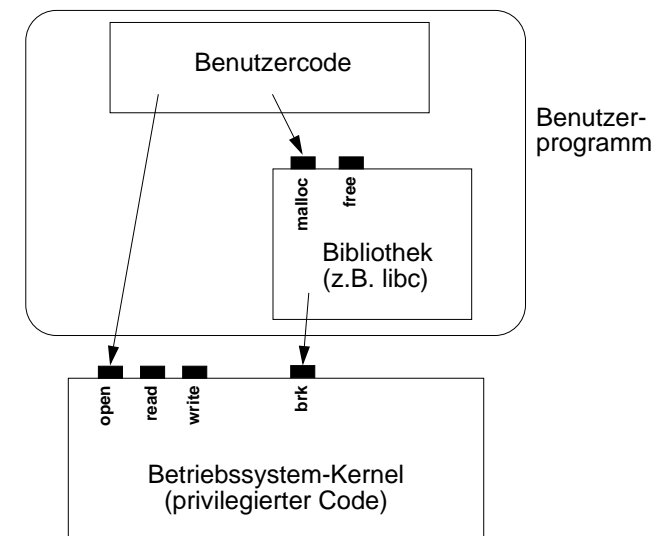 Benutzercode
Benutzer-
programm
malloc
free
Bibliothek
(z.B. libc)
open
read
write
brk
Betriebssystem-Kernel
(privilegierter Code)